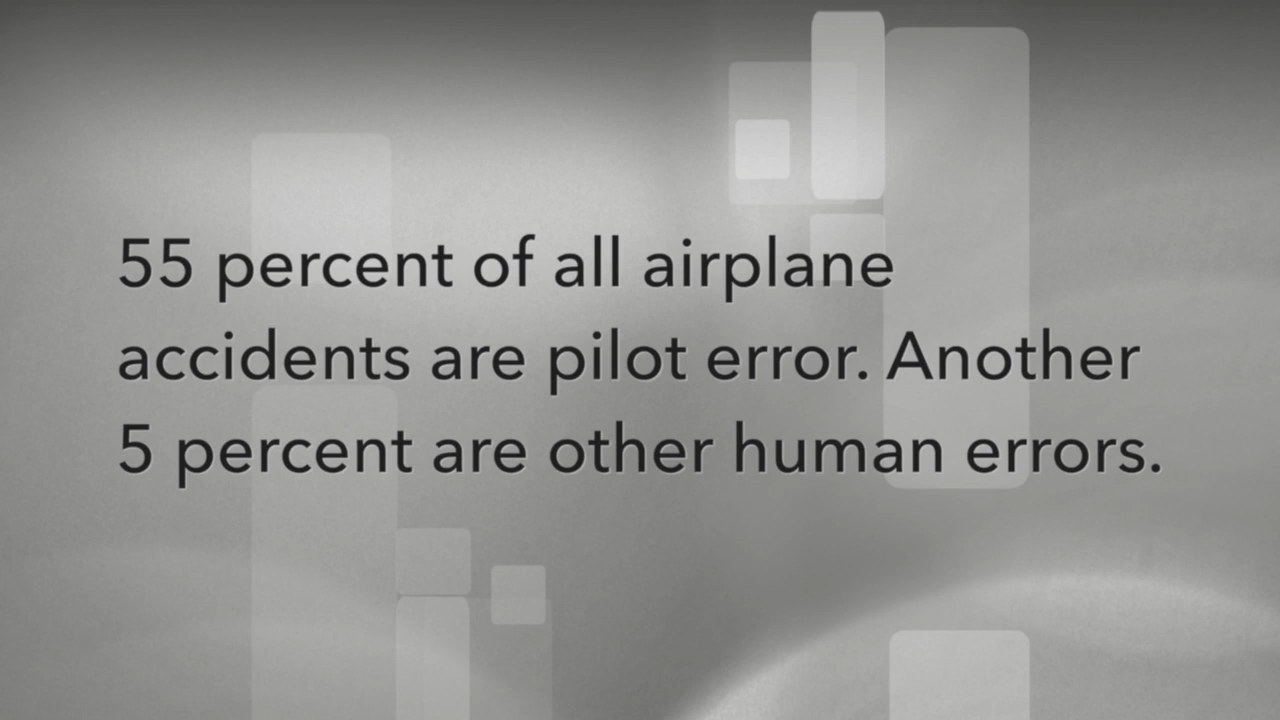 55 percent of all airplane
accidents are pilot error. Another
5 percent are other human errors.